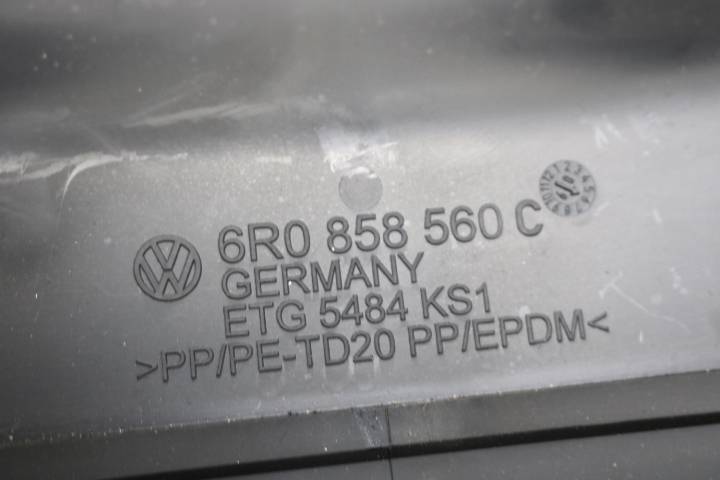 6R0 858 560 C
GERMANY
ETG 5484 KS1
>PP/PE-TD20 PP/EPDM<